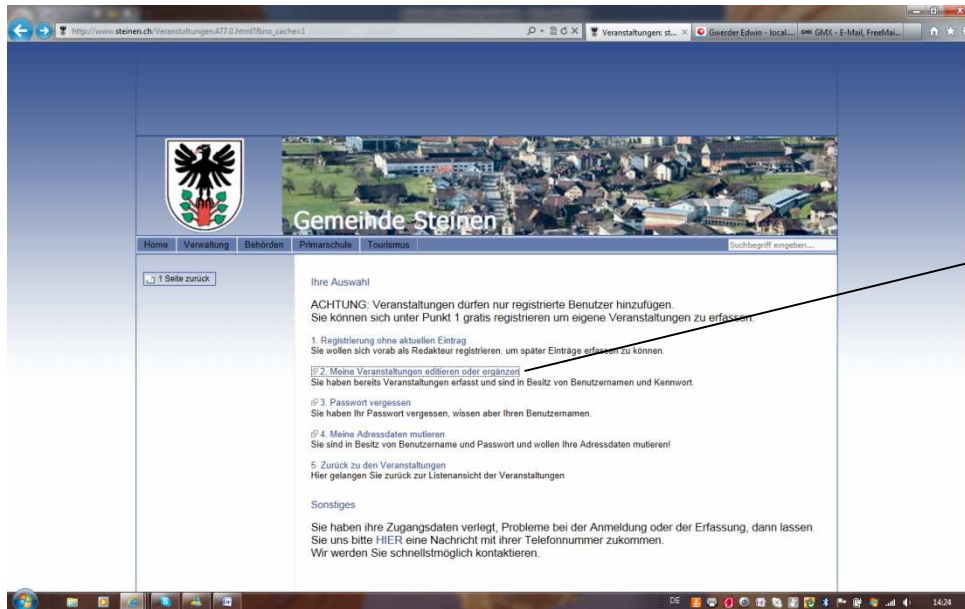 http://www.steinen.ch/Veranstaltungen.477.0.html?&no_cache=1
Veranstaltungen: st...
Gwerder Edwin - local....
GMX - E-Mail, FreeMai...
Gemeinde Steinen
Home Verwaltung Behörden Primarschule Tourismus
Suchbegriff eingeben...
1 Seite zurück
Ihre Auswahl
ACHTUNG: Veranstaltungen dürfen nur registrierte Benutzer hinzufügen.
Sie können sich unter Punkt 1 gratis registrieren um eigene Veranstaltungen zu erfassen.
1. Registrierung ohne aktuellen Eintrag
Sie wollen sich vorab als Redakteur registrieren, um später Einträge erfassen zu können.
2. Meine Veranstaltungen editieren oder ergänzen
Sie haben bereits Veranstaltungen erfasst und sind in Besitz von Benutzernamen und Kennwort.
3. Passwort vergessen
Sie haben Ihr Passwort vergessen, wissen aber Ihren Benutzernamen.
4. Meine Adressdaten mutieren
Sie sind in Besitz von Benutzername und Passwort und wollen Ihre Adressdaten mutieren!
5. Zurück zu den Veranstaltungen
Hier gelangen Sie zurück zur Listenansicht der Veranstaltungen
Sonstiges
Sie haben ihre Zugangsdaten verlegt, Probleme bei der Anmeldung oder der Erfassung, dann lassen
Sie uns bitte HIER eine Nachricht mit ihrer Telefonnummer zukommen.
Wir werden Sie schnellstmöglich kontaktieren.
DE
14:24